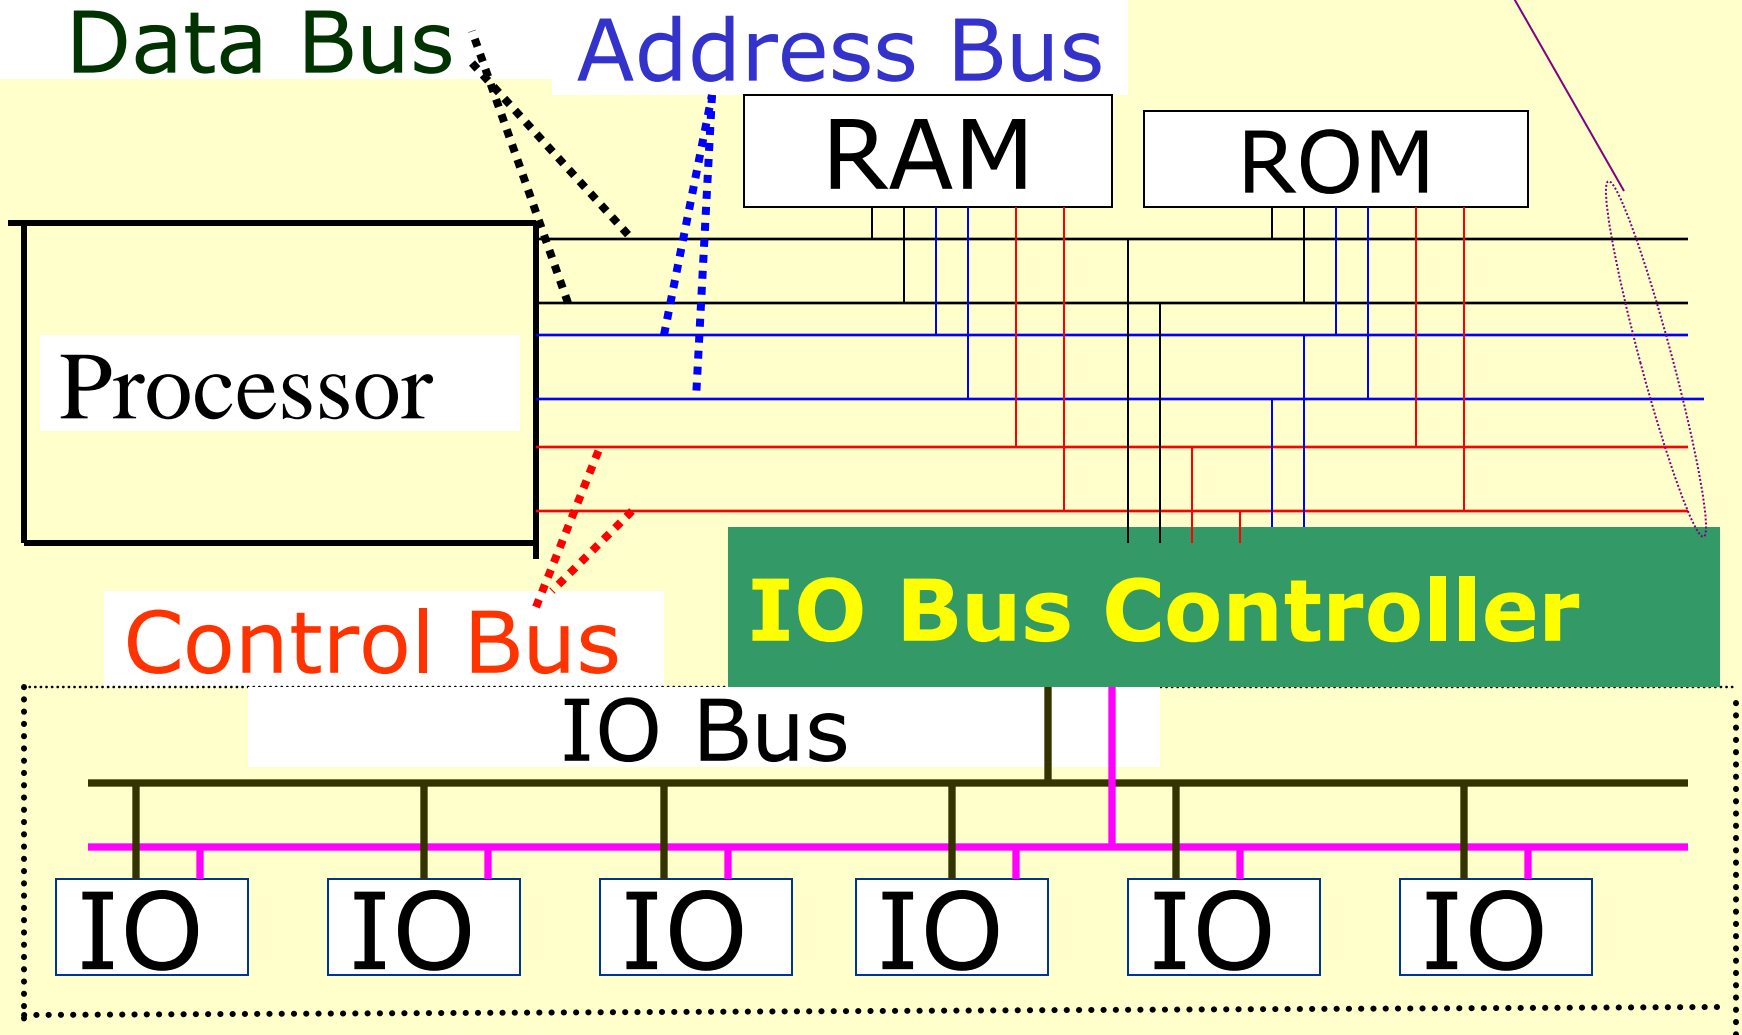 Data Bus
Address Bus
RAM
ROM
Processor
IO Bus Controller
Control Bus
IO Bus
IO IO IO IO IO IO